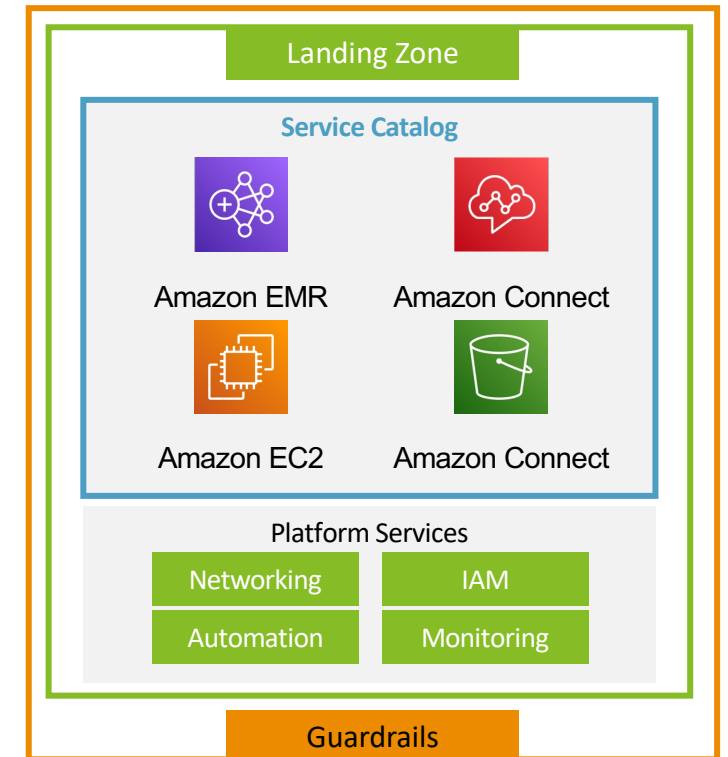 Landing Zone
Service Catalog
Amazon EMR
Amazon Connect
Amazon EC2
Amazon Connect
Platform Services
Networking
IAM
Automation
Monitoring
Guardrails